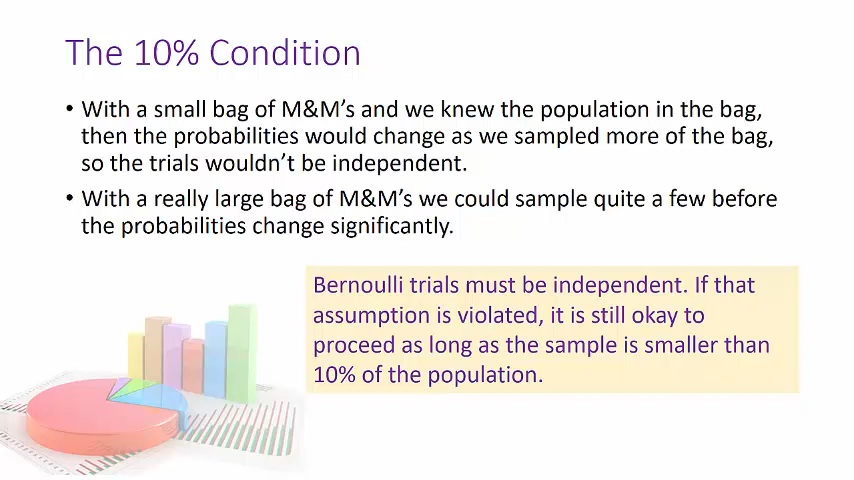 The 10% Condition
• With a small bag of M&M’s and we knew the population in the bag,
then the probabilities would change as we sampled more of the bag,
so the trials wouldn’t be independent.
• With a really large bag of M&M’s we could sample quite a few before
the probabilities change significantly.
Bernoulli trials must be independent. If that
assumption is violated, it is still okay to
proceed as long as the sample is smaller than
10% of the population.